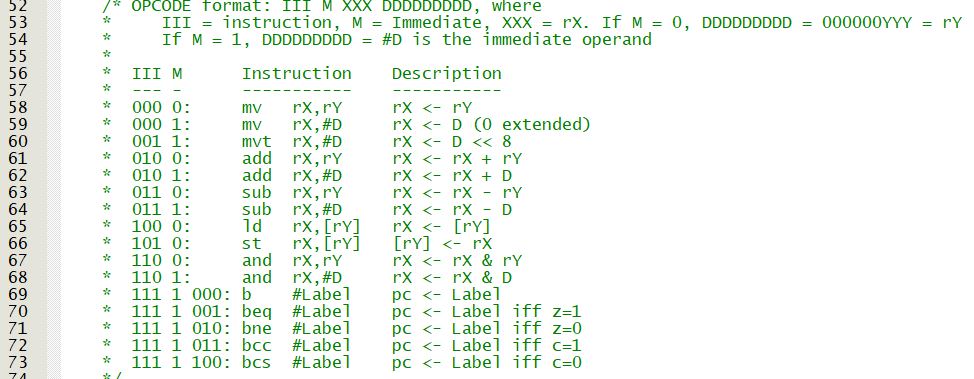 52 /* OPCODE format: III M XXX DDDDDDDDD, where
53 * III = instruction, M = Immediate, XXX = rX. If M = 0, DDDDDDDDD = 000000YYY = rY
54 * If M = 1, DDDDDDDDD = #D is the immediate operand
55 *
56 * III M Instruction Description
57 * --- - ----------- -----------
58 * 000 0: mv rX,rY rX <- rY
59 * 000 1: mv rX,#D rX <- D (0 extended)
60 * 001 1: mvt rX,#D rX <- D << 8
61 * 010 0: add rX,rY rX <- rX + rY
62 * 010 1: add rX,#D rX <- rX + D
63 * 011 0: sub rX,rY rX <- rX - rY
64 * 011 1: sub rX,#D rX <- rX - D
65 * 100 0: ld rX,[rY] rX <- [rY]
66 * 101 0: st rX,[rY] [rY] <- rX
67 * 110 0: and rX,rY rX <- rX & rY
68 * 110 1: and rX,#D rX <- rX & D
69 * 111 1 000: b #Label pc <- Label
70 * 111 1 001: beq #Label pc <- Label iff z=1
71 * 111 1 010: bne #Label pc <- Label iff z=0
72 * 111 1 011: bcc #Label pc <- Label iff c=1
73 * 111 1 100: bcs #Label pc <- Label iff c=0
74 */